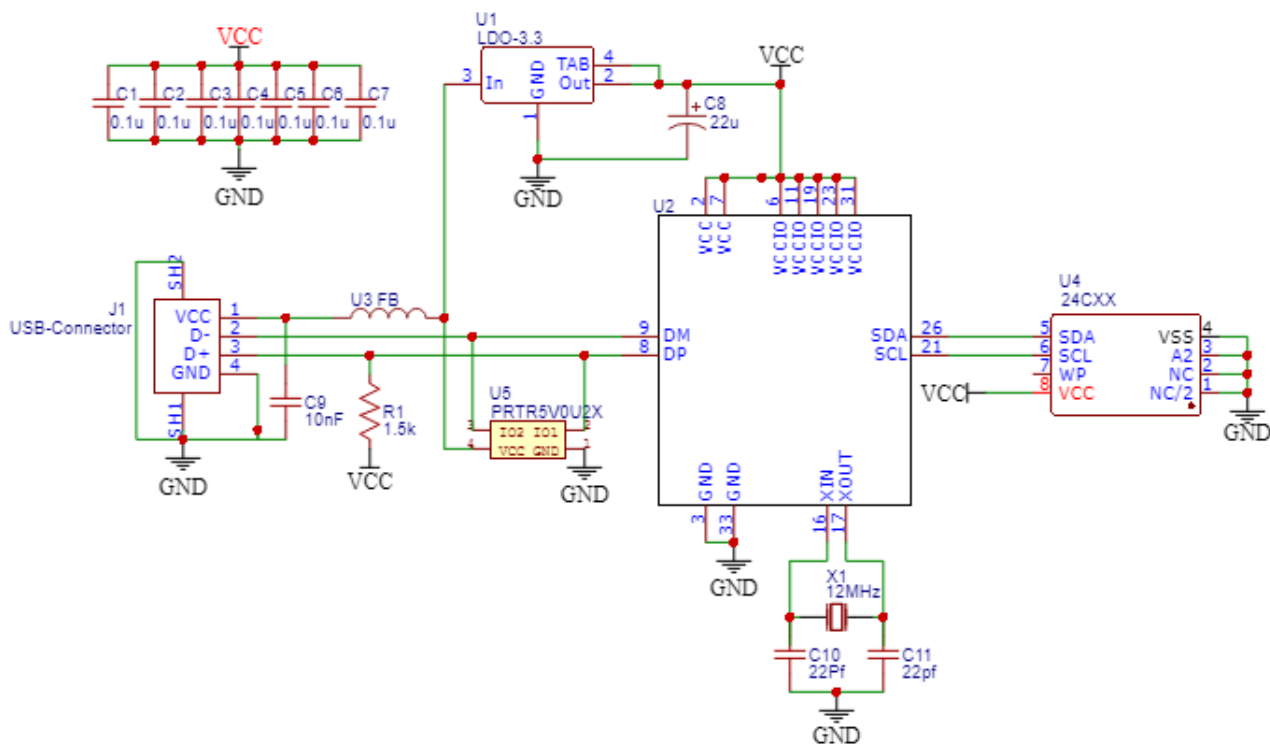 VCC
C1
0.1u
C2
0.1u
C3
0.1u
C4
0.1u
C5
0.1u
C6
0.1u
C7
0.1u
GND
U1
LDO-3.3
3
In
GND
1
TAB
Out
4
2
VCC
C8
22u
GND
U2
2
7
6
11
19
23
31
VCC
VCC
VCCIO
VCCIO
VCCIO
VCCIO
VCCIO
J1
USB-Connector
SH2
VCC
1
D-
2
D+
3
GND
4
SH1
GND
C9
10nF
U3 FB
R1
1.5k
VCC
U5
PRTR5V0U2X
3
IO2
IO1
2
4
VCC
GND
1
GND
9
DM
8
DP
SDA
26
SCL
21
GND
GND
3
33
GND
XIN
XOUT
16
17
X1
12MHz
C10
22Pf
C11
22pf
GND
U4
24CXX
5
SDA
6
SCL
7
WP
8
VCC
VSS
4
A2
3
NC
2
NC/2
1
VCC
GND